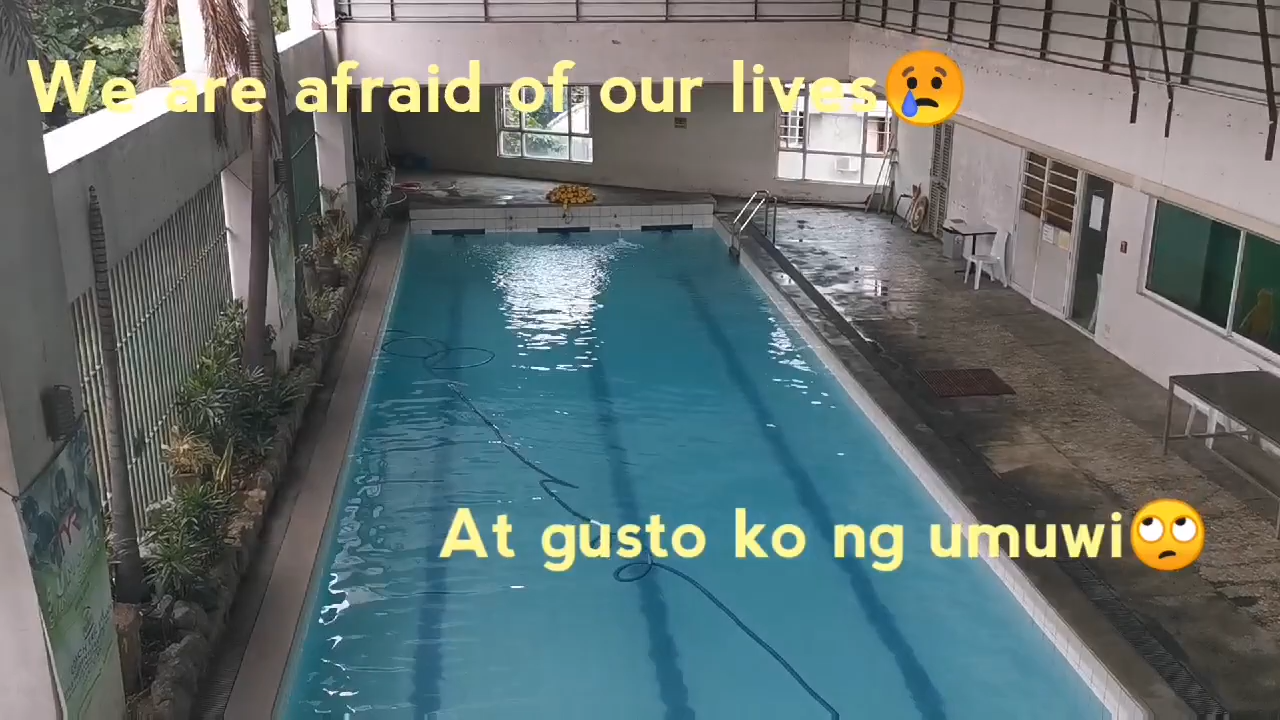 We are afraid of our lives😢
At gusto ko ng umuwi🙄